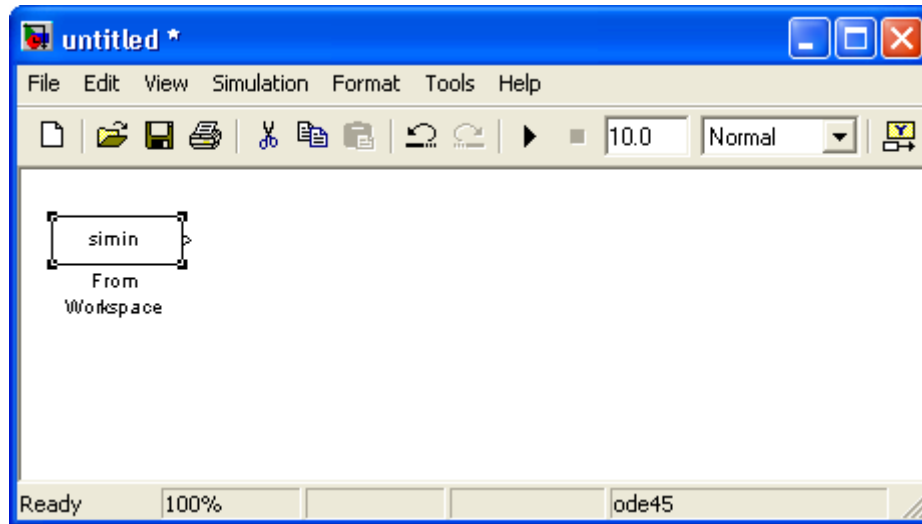 untitled *
File Edit View Simulation Format Tools Help
10.0 Normal
simin
From
Workspace
Ready 100% ode45